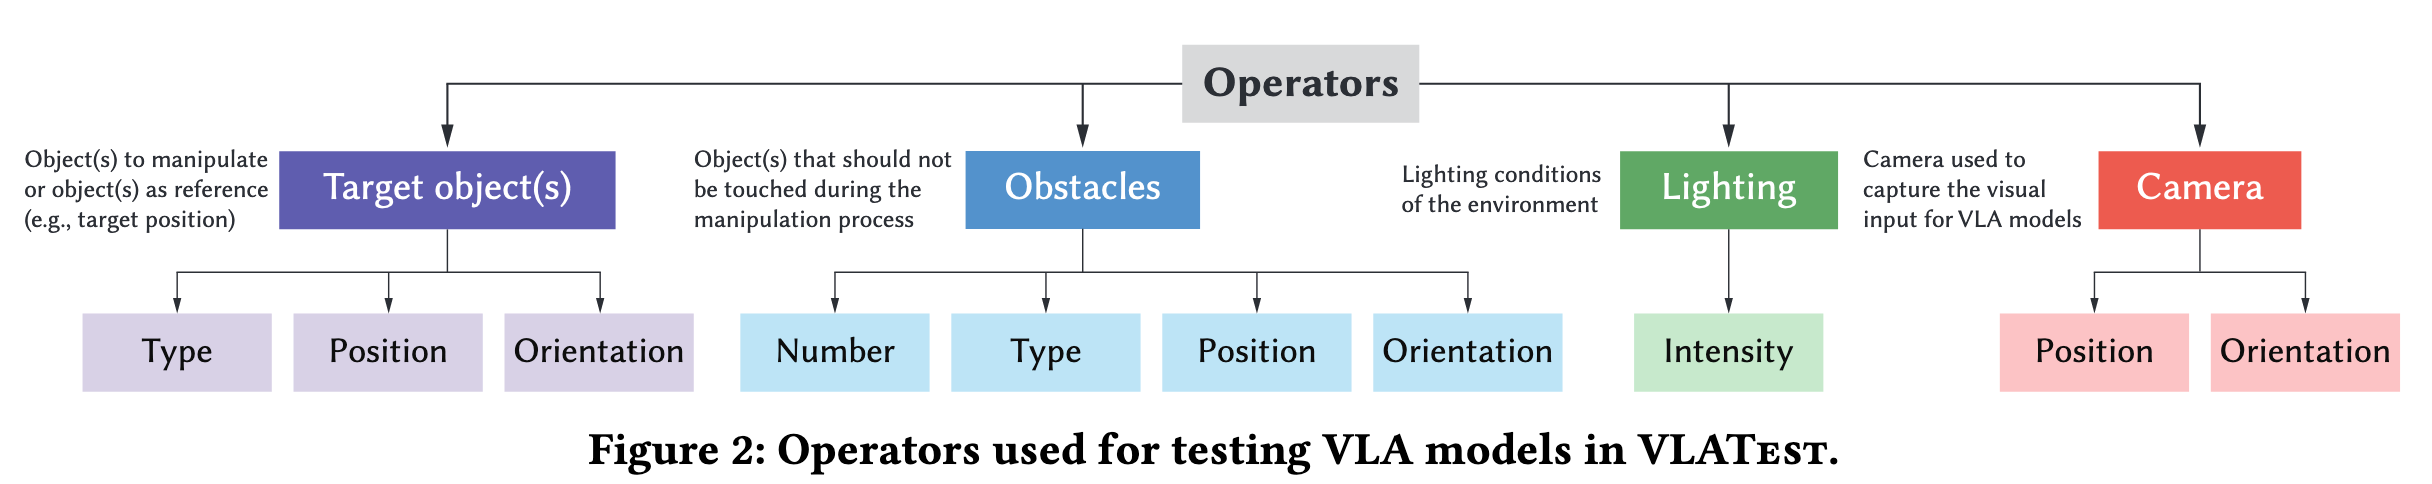 Operators
Object(s) to manipulate
or object(s) as reference
(e.g., target position)
Target object(s)
Object(s) that should not
be touched during the
manipulation process
Obstacles
Lighting conditions
of the environment
Lighting
Camera used to
capture the visual
input for VLA models
Camera
Type
Position
Orientation
Number
Type
Position
Orientation
Intensity
Position
Orientation
Figure 2: Operators used for testing VLA models in VLATest.